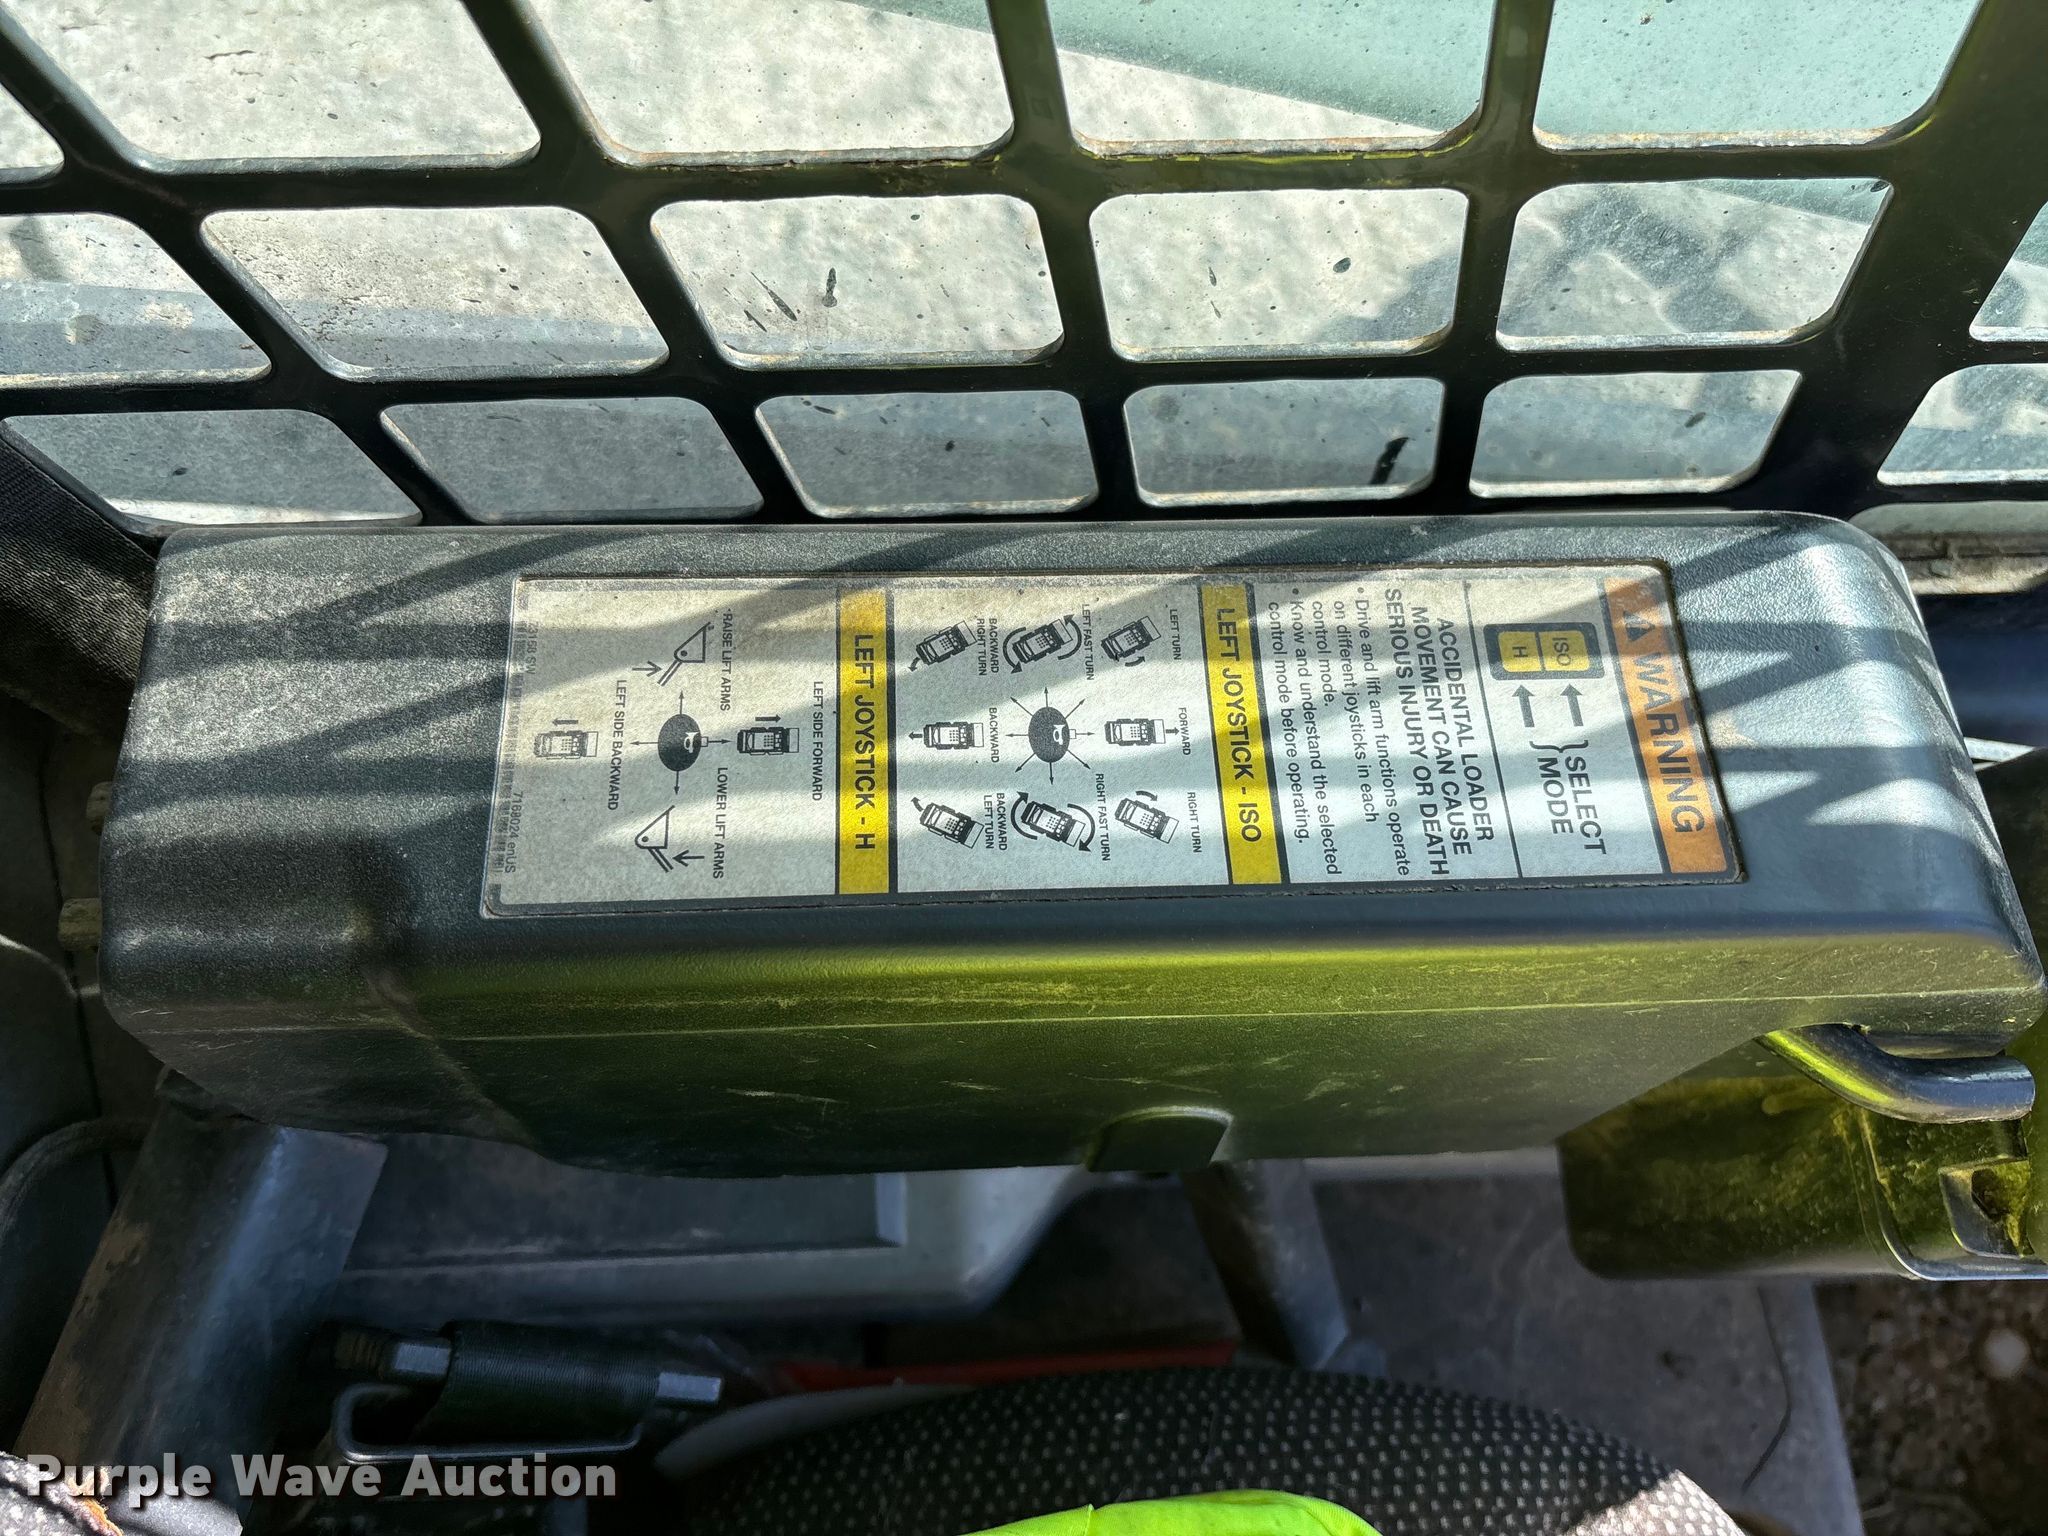 WARNING
ISO
H
SELECT
MODE
ACCIDENTAL LOADER
MOVEMENT CAN CAUSE
SERIOUS INJURY OR DEATH
• Drive and lift arm functions operate
on different joysticks in each
control mode.
• Know and understand the selected
control mode before operating.
LEFT JOYSTICK - ISO
LEFT TURN
FORWARD
RIGHT TURN
LEFT FAST TURN
RIGHT FAST TURN
BACKWARD
RIGHT TURN
BACKWARD
BACKWARD
LEFT TURN
LEFT JOYSTICK - H
LEFT SIDE FORWARD
RAISE LIFT ARMS
LOWER LIFT ARMS
LEFT SIDE BACKWARD
7168024 enUS
Purple Wave Auction